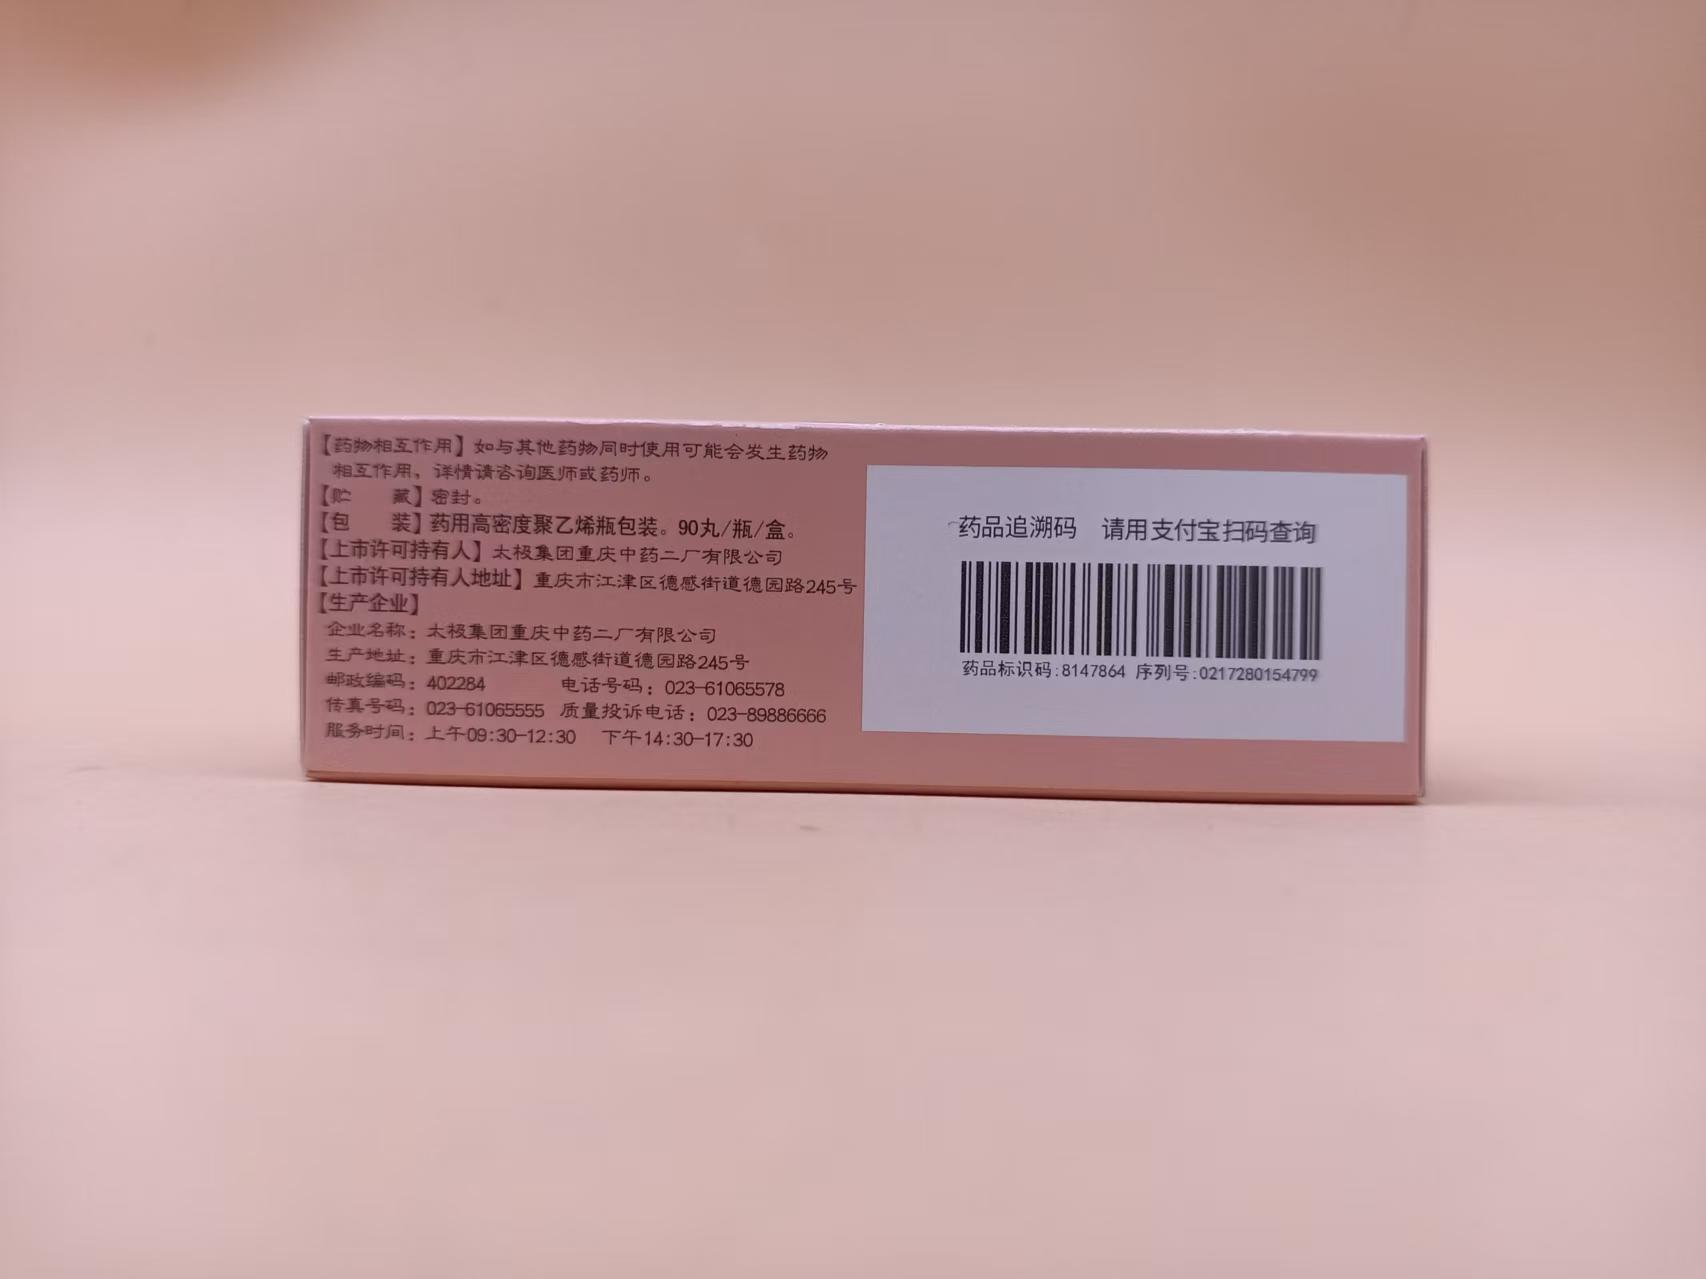 【药物相互作用】如与其他药物同时使用可能会发生药物
相互作用，详情请咨询医师或药师。
【贮　　藏】密封。
【包　　装】药用高密度聚乙烯瓶包装。90丸/瓶/盒。
【上市许可持有人】太极集团重庆中药二厂有限公司
【上市许可持有人地址】重庆市江津区德感街道德园路245号
【生产企业】
企业名称：太极集团重庆中药二厂有限公司
生产地址：重庆市江津区德感街道德园路245号
邮政编码：402284　　电话号码：023-61065578
传真号码：023-61065555 质量投诉电话：023-89886666
服务时间：上午09:30-12:30　下午14:30-17:30
药品追溯码　请用支付宝扫码查询
药品标识码:8147864 序列号:0217280154799